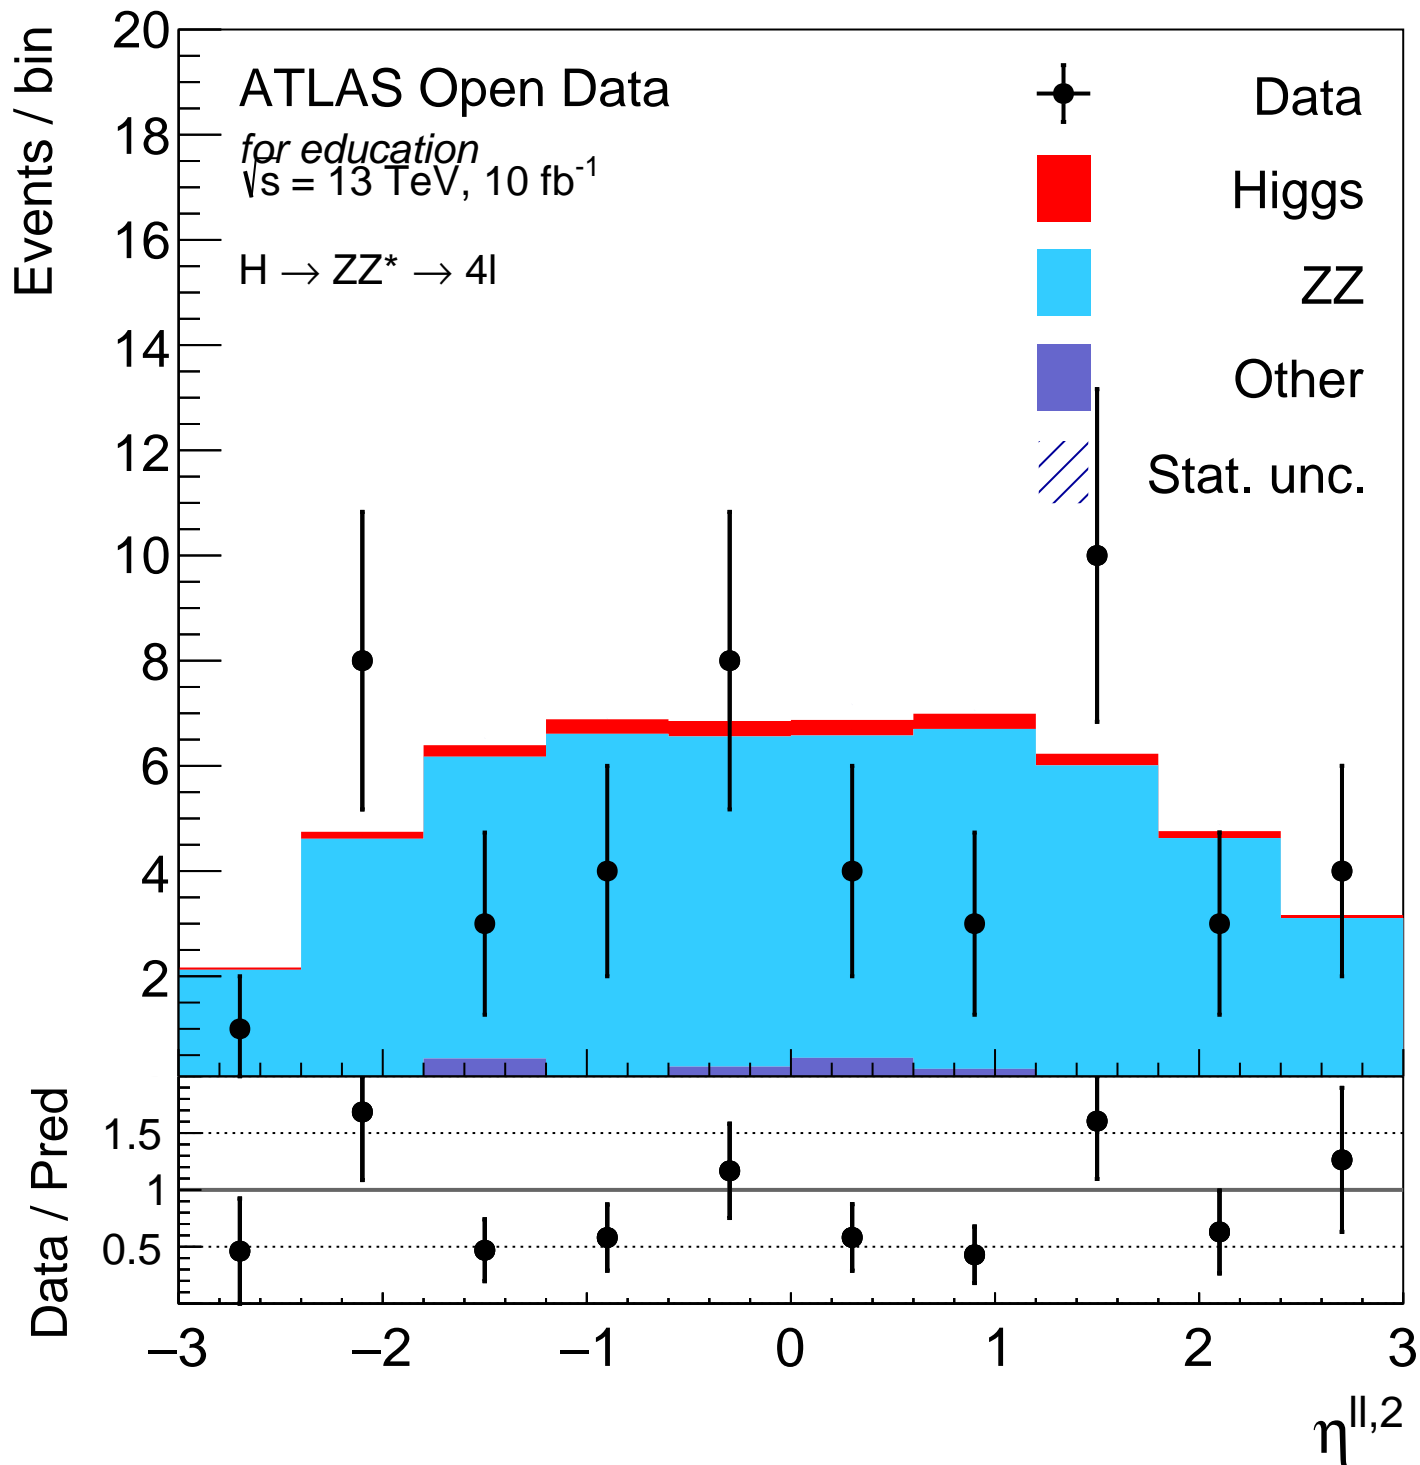 Events / bin
20
18
16
14
12
10
8
6
4
2
ATLAS Open Data
for education
√s = 13 TeV, 10 fb⁻¹
H → ZZ* → 4l
Data
Higgs
ZZ
Other
Stat. unc.
Data / Pred
1.5
1
0.5
−3 −2 −1 0 1 2 3
η^ll,2